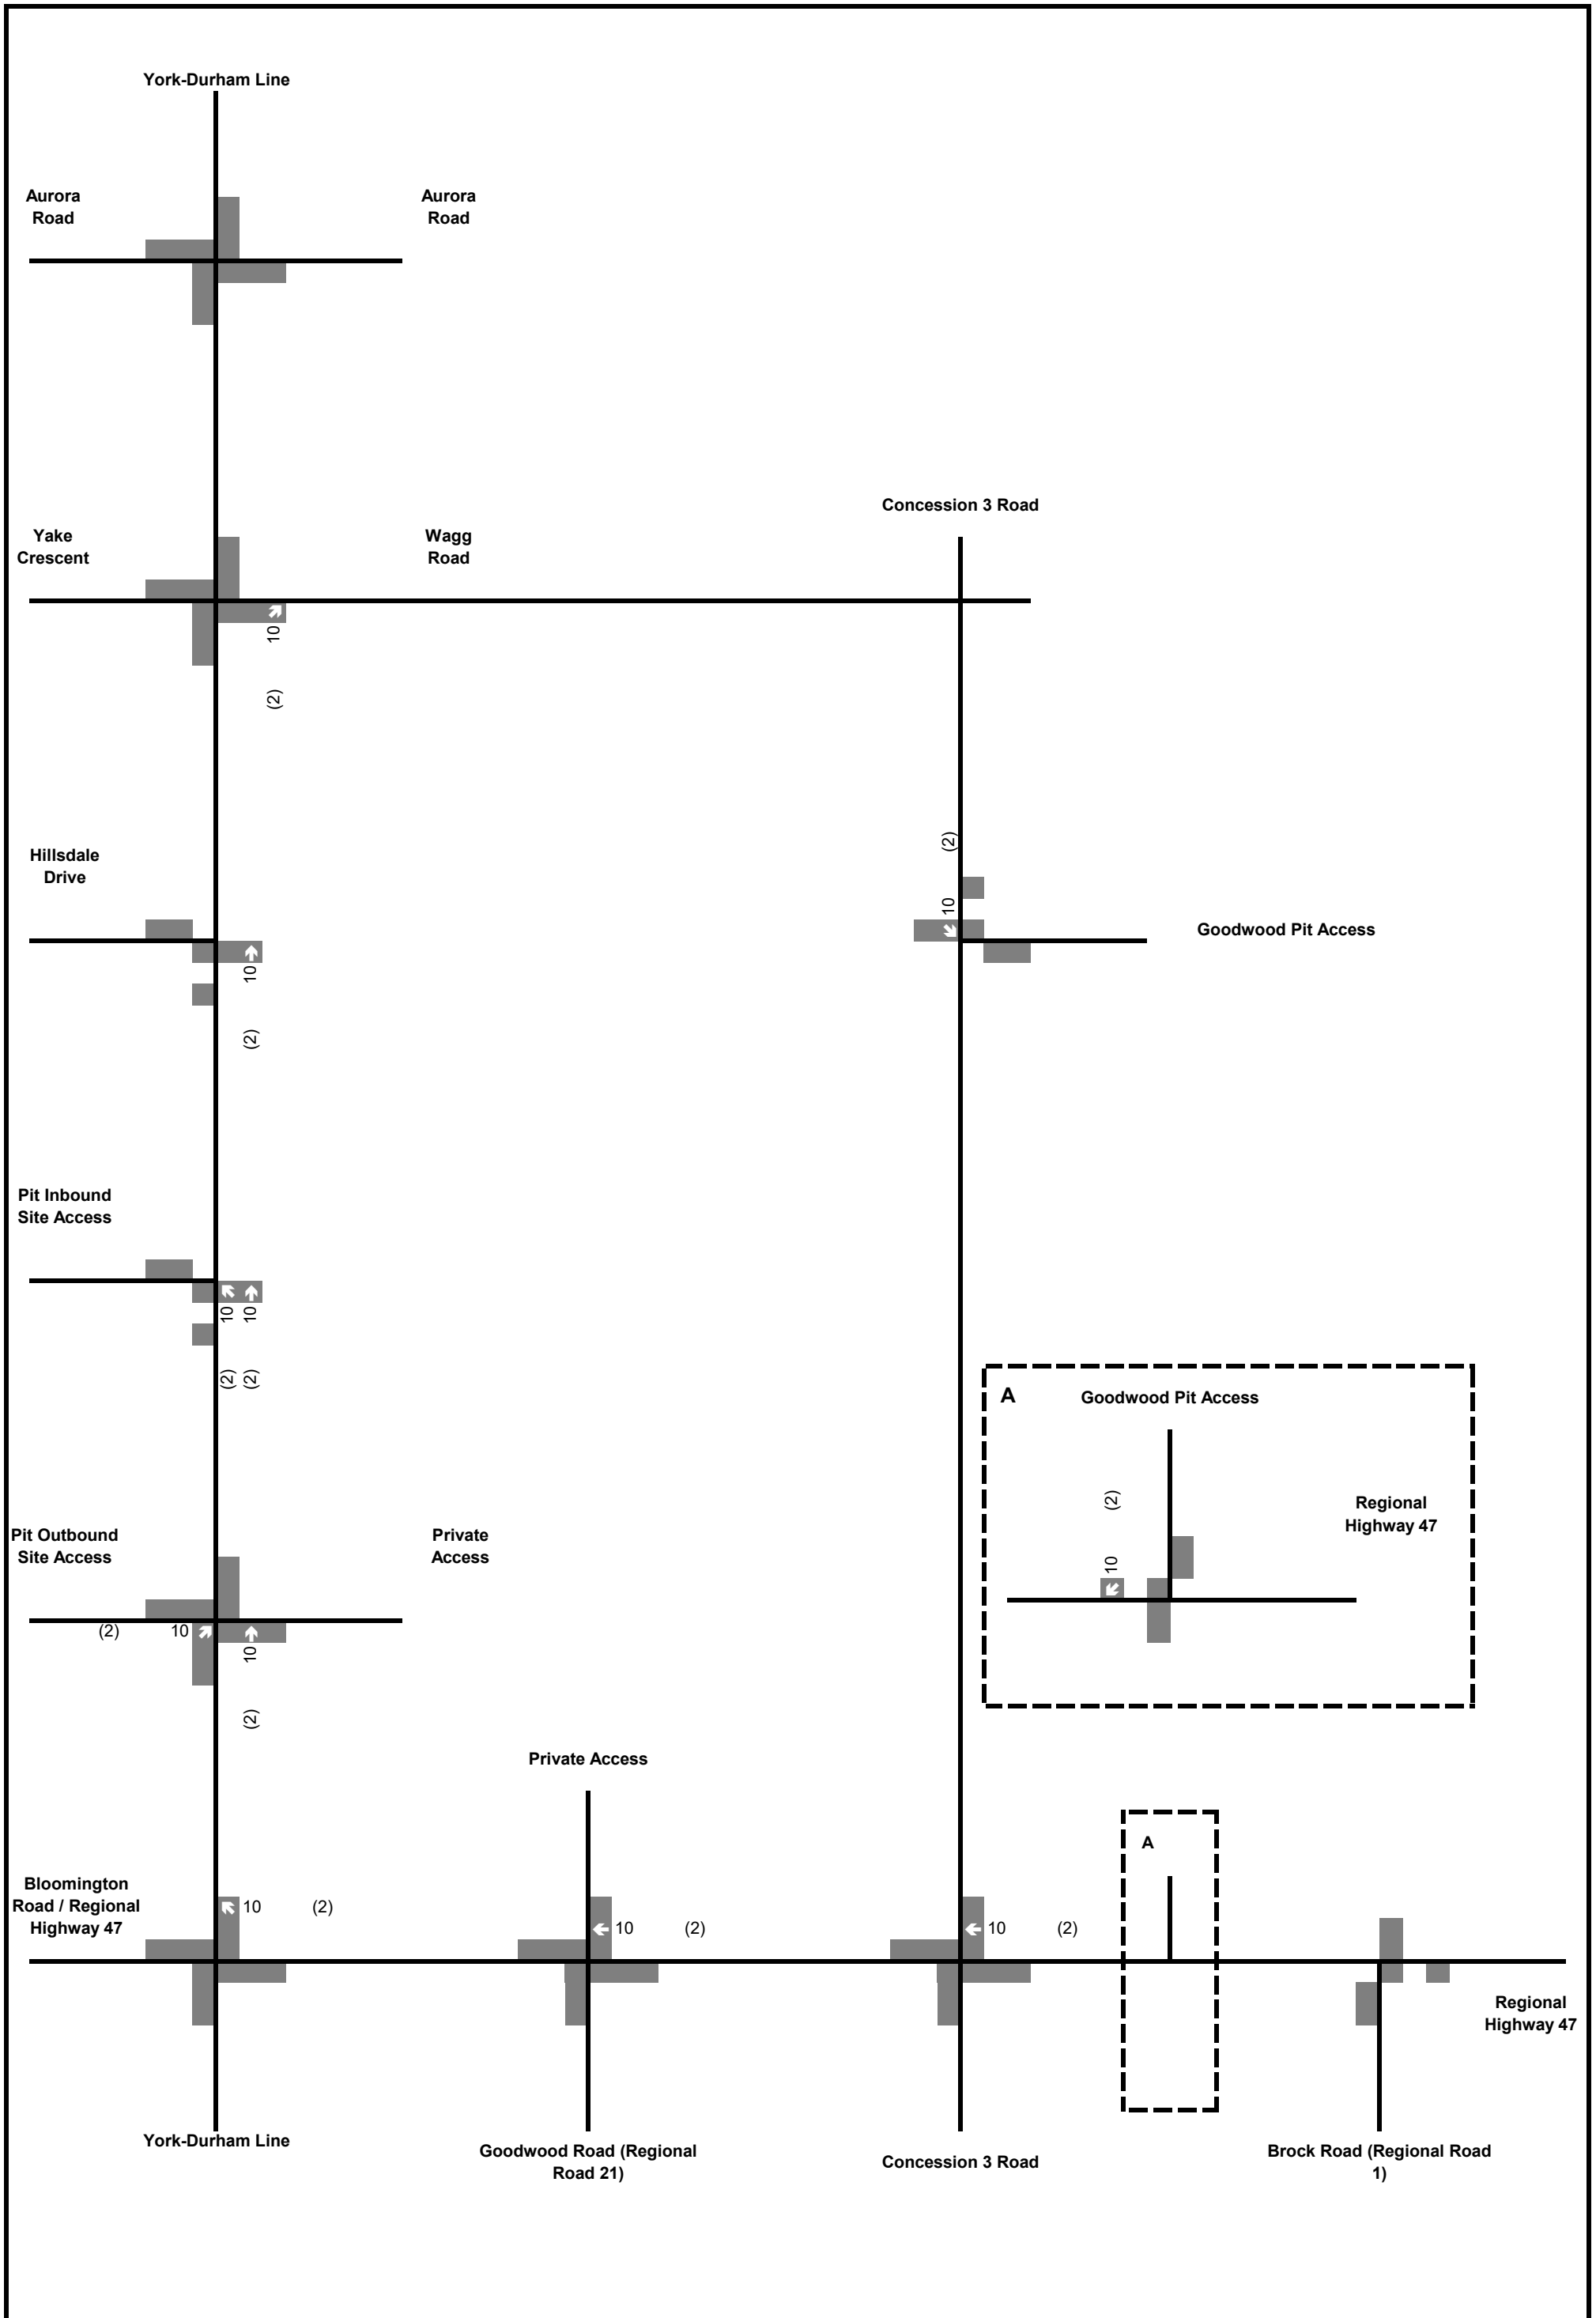 York-Durham Line
Aurora
Road
Aurora
Road
Concession 3 Road
Yake
Crescent
Wagg
Road
10
(2)
Hillsdale
Drive
10
(2)
(2)
10
Goodwood Pit Access
Pit Inbound
Site Access
10
10
(2)
(2)
A
Goodwood Pit Access
(2)
10
Regional
Highway 47
Pit Outbound
Site Access
Private
Access
(2)
10
10
(2)
Private Access
A
Bloomington
Road / Regional
Highway 47
10
(2)
10
(2)
10
(2)
Regional
Highway 47
York-Durham Line
Goodwood Road (Regional
Road 21)
Concession 3 Road
Brock Road (Regional Road
1)